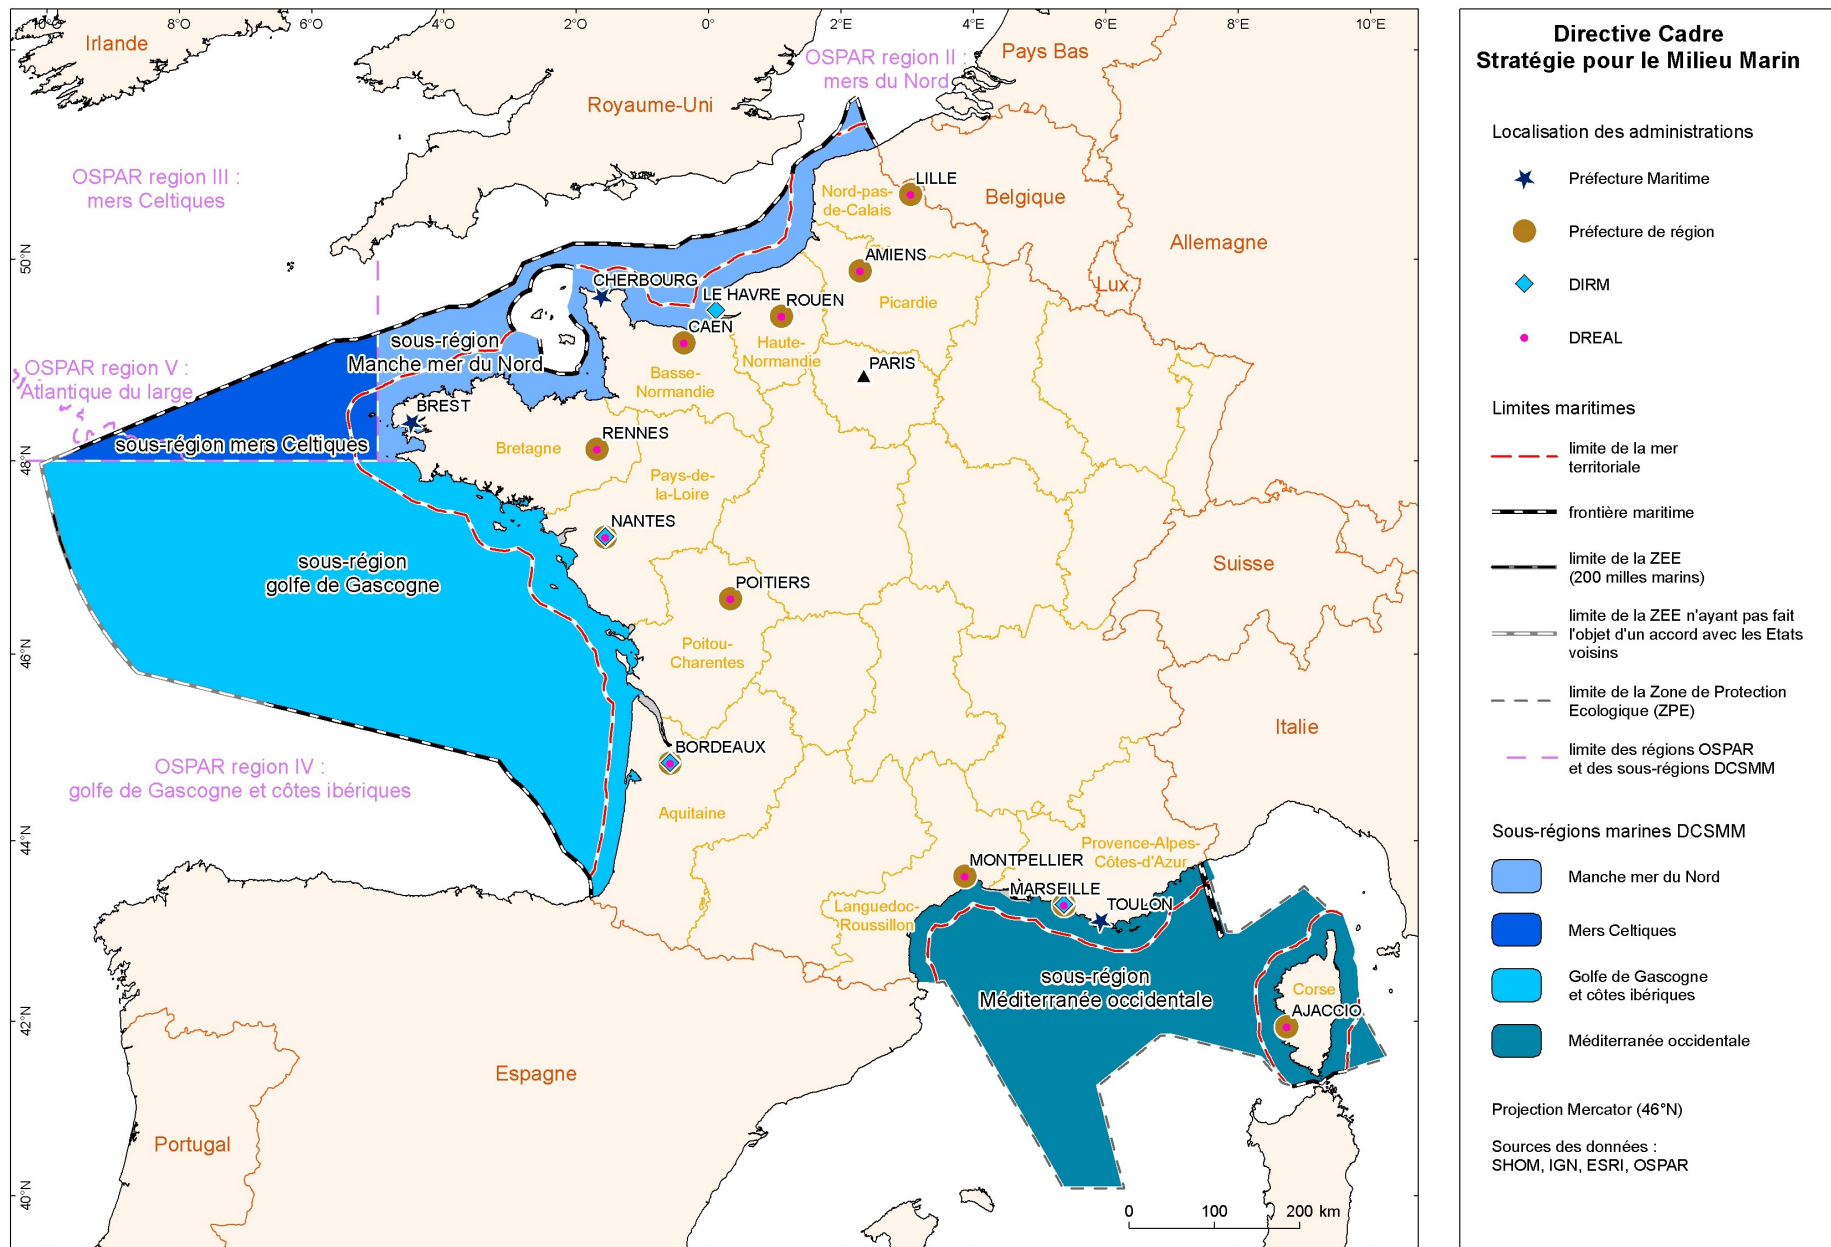 10°O
8°O
6°O
4°O
2°O
0°
2°E
4°E
6°E
8°E
10°E
Irlande
Royaume-Uni
OSPAR region II :
mers du Nord
Pays Bas
OSPAR region III :
mers Celtiques
LILLE
Nord-pas-
de-Calais
Belgique
Allemagne
50°N
AMIENS
Picardie
Lux.
CHERBOURG
LE HAVRE
ROUEN
CAEN
Haute-
Normandie
Basse-
Normandie
PARIS
sous-région
Manche mer du Nord
OSPAR region V :
Atlantique du large
BREST
sous-région mers Celtiques
48°N
Bretagne
RENNES
Pays-de-
la-Loire
NANTES
sous-région
golfe de Gascogne
POITIERS
Suisse
46°N
Poitou-
Charentes
Italie
BORDEAUX
OSPAR region IV :
golfe de Gascogne et côtes ibériques
Aquitaine
44°N
Provence-Alpes-
Côtes-d'Azur
MONTPELLIER
MARSEILLE
TOULON
Languedoc-
Roussillon
sous-région
Méditerranée occidentale
Corse
AJACCIO
42°N
Espagne
Portugal
40°N
0 100 200 km
Directive Cadre
Stratégie pour le Milieu Marin
Localisation des administrations
Préfecture Maritime
Préfecture de région
DIRM
DREAL
Limites maritimes
limite de la mer
territoriale
frontière maritime
limite de la ZEE
(200 milles marins)
limite de la ZEE n'ayant pas fait
l'objet d'un accord avec les Etats
voisins
limite de la Zone de Protection
Ecologique (ZPE)
limite des régions OSPAR
et des sous-régions DCSMM
Sous-régions marines DCSMM
Manche mer du Nord
Mers Celtiques
Golfe de Gascogne
et côtes ibériques
Méditerranée occidentale
Projection Mercator (46°N)
Sources des données :
SHOM, IGN, ESRI, OSPAR